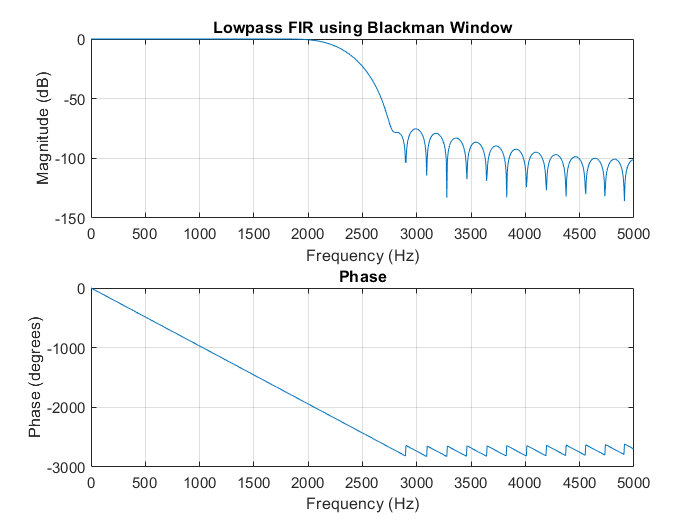 Lowpass FIR using Blackman Window
0
-50
-100
-150
Magnitude (dB)
0 500 1000 1500 2000 2500 3000 3500 4000 4500 5000
Frequency (Hz)
Phase
0
-1000
-2000
-3000
Phase (degrees)
0 500 1000 1500 2000 2500 3000 3500 4000 4500 5000
Frequency (Hz)